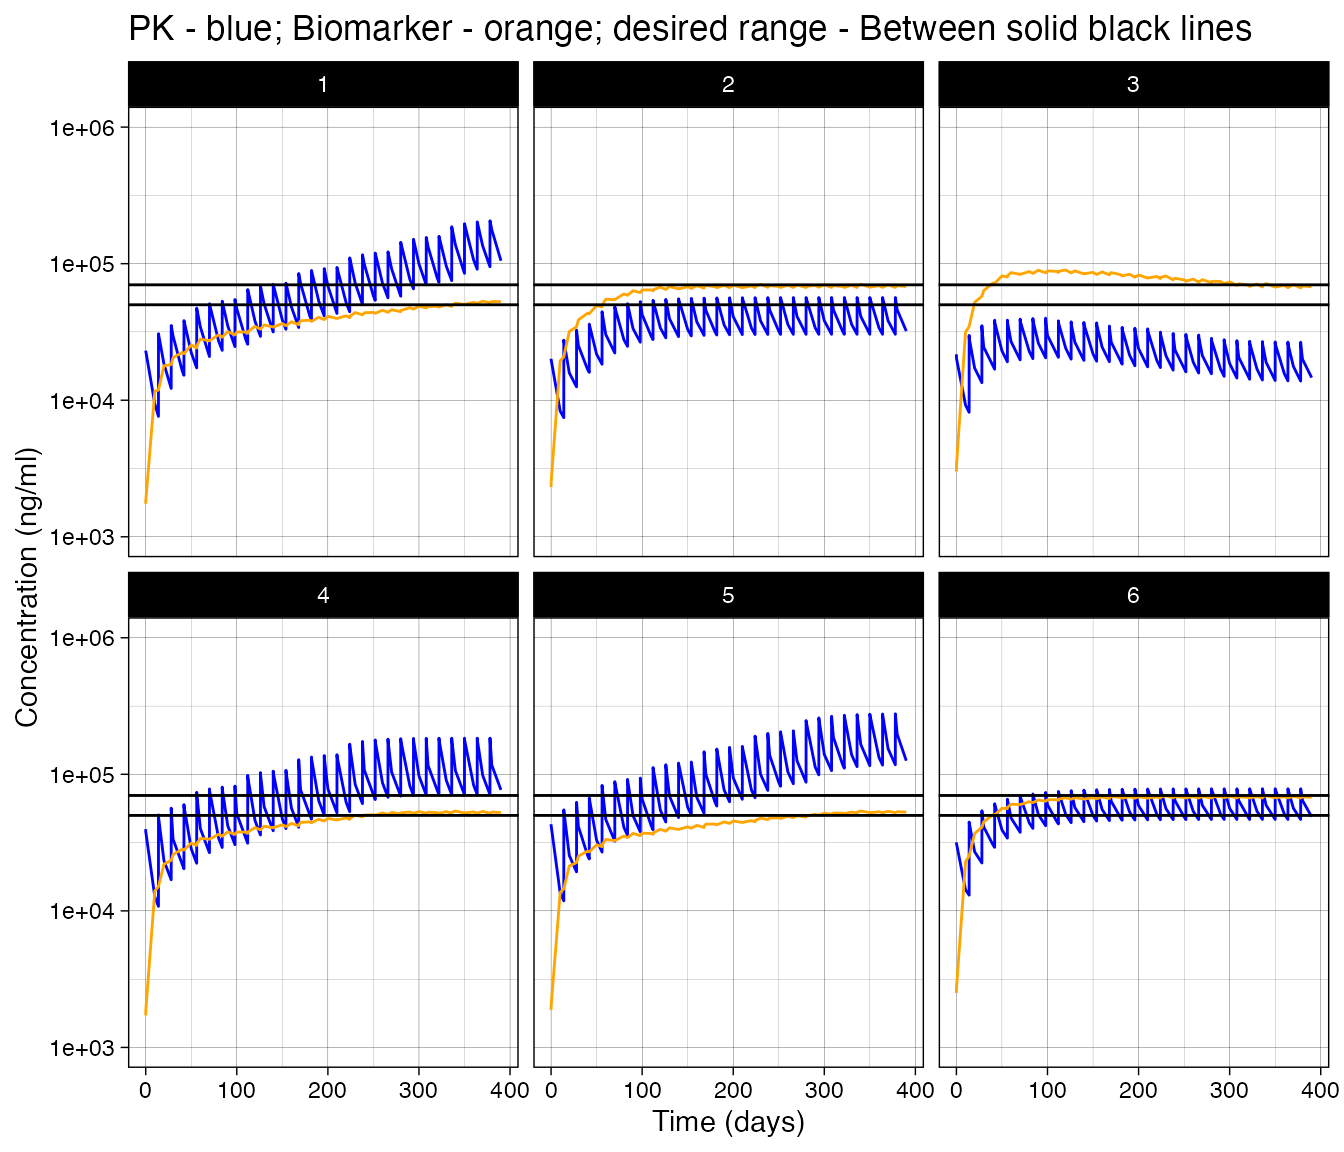 PK - blue; Biomarker - orange; desired range - Between solid black lines
1 2 3
1e+06
1e+05
1e+04
1e+03
4 5 6
1e+06
1e+05
1e+04
1e+03
Concentration (ng/ml)
0 100 200 300 400 0 100 200 300 400 0 100 200 300 400
Time (days)